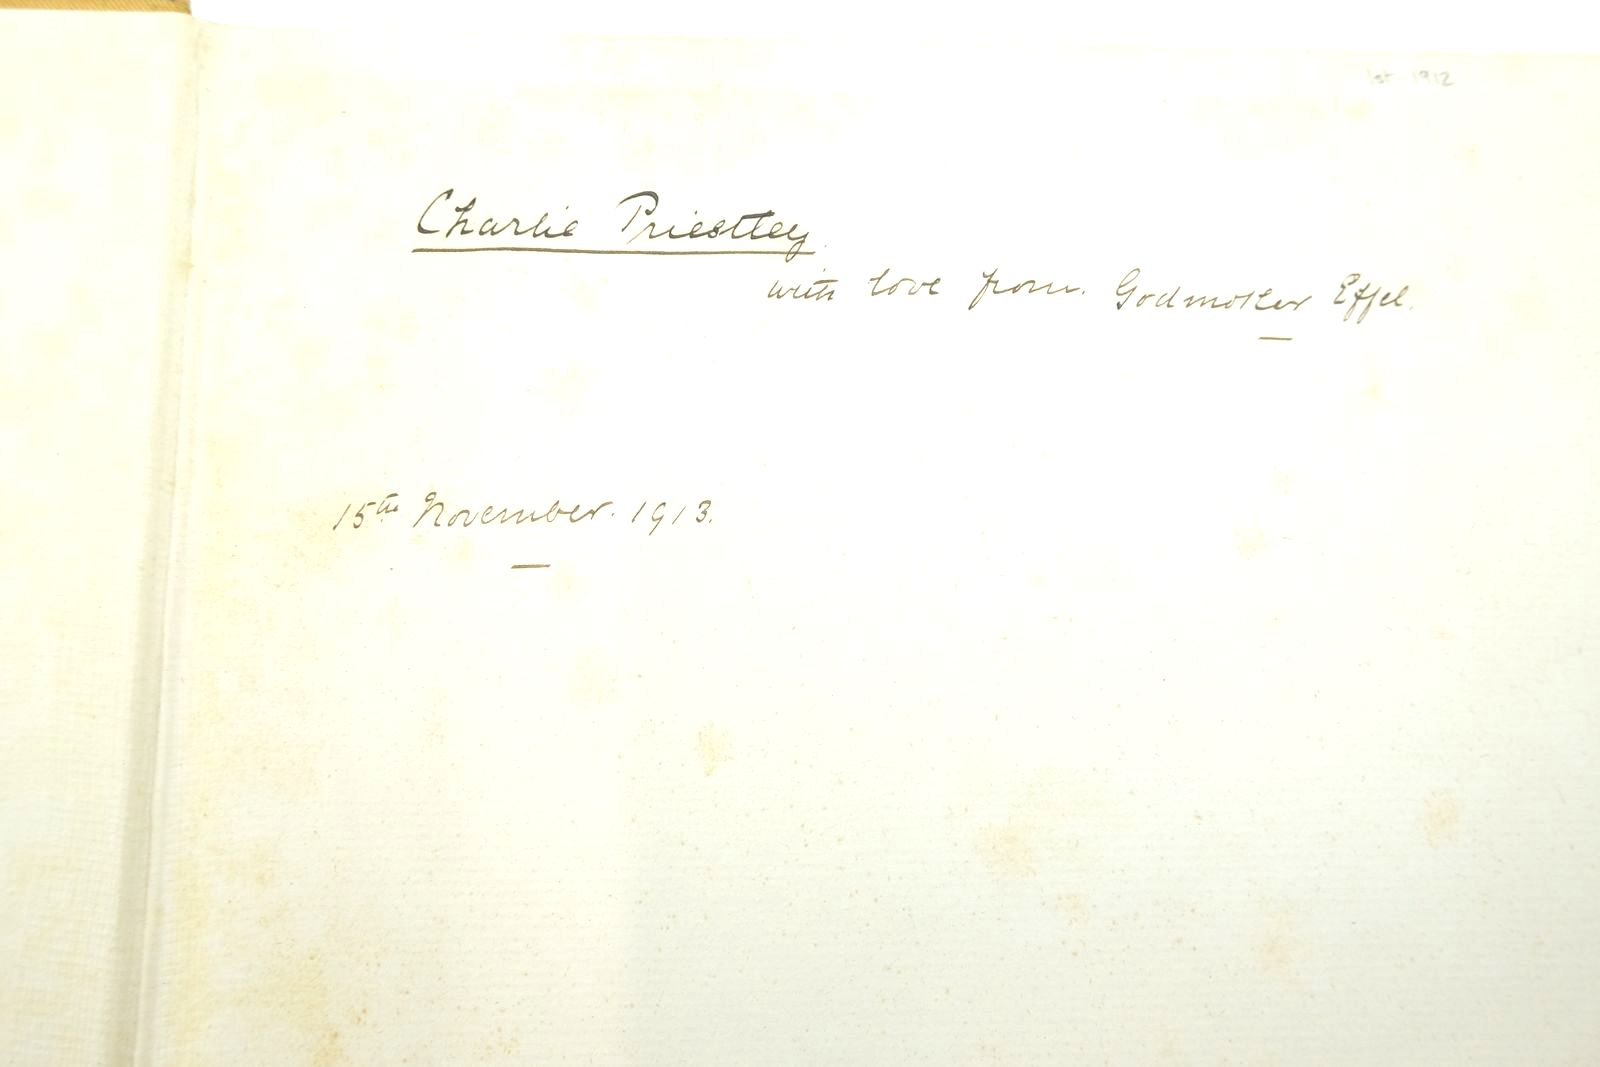 1st 1912
Charlie Priestley
with love from. Godmother Effel.
15th November. 1913.